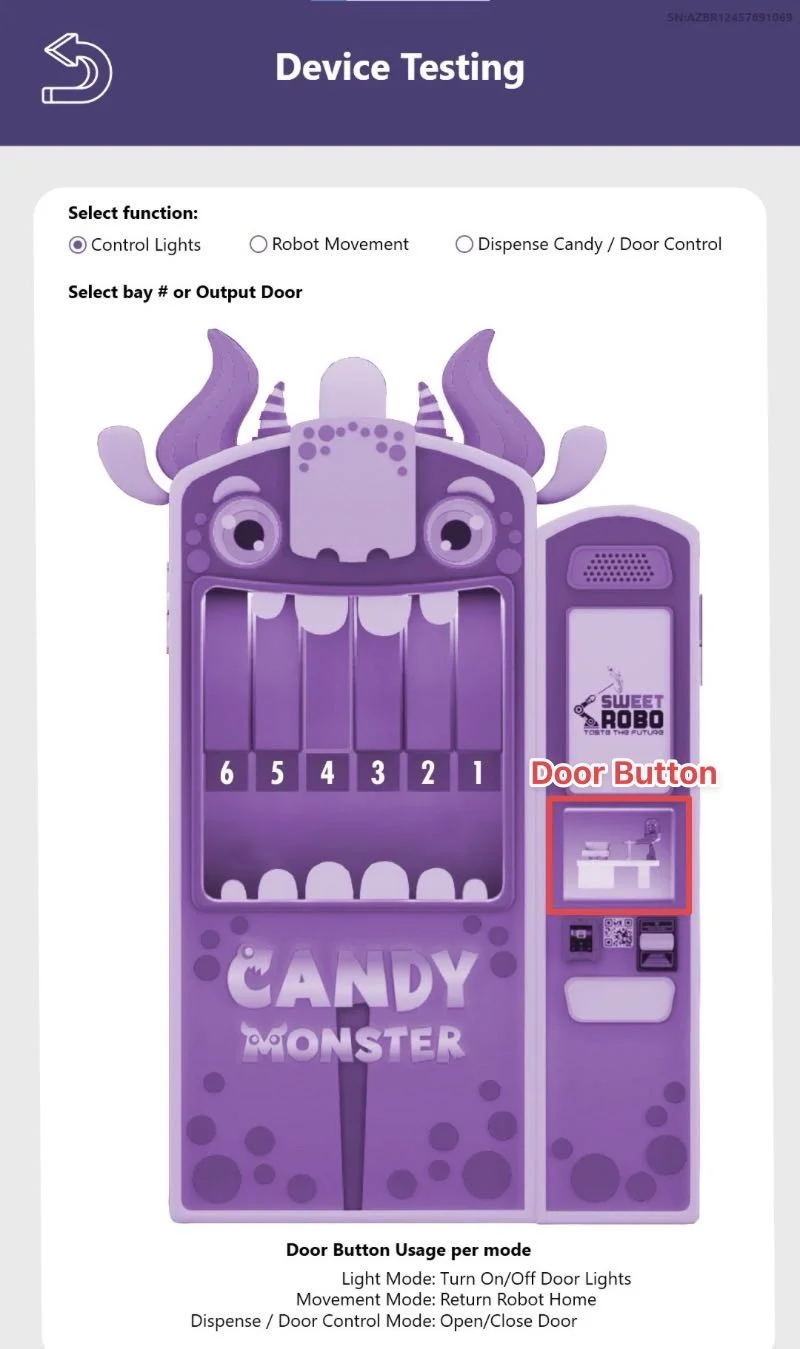 SN:AZBR12457891069
Device Testing
Select function:
Control Lights Robot Movement Dispense Candy / Door Control
Select bay # or Output Door
SWEET
ROBO
TASTE THE FUTURE
6 5 4 3 2 1
Door Button
CANDY
MONSTER
Door Button Usage per mode
Light Mode: Turn On/Off Door Lights
Movement Mode: Return Robot Home
Dispense / Door Control Mode: Open/Close Door